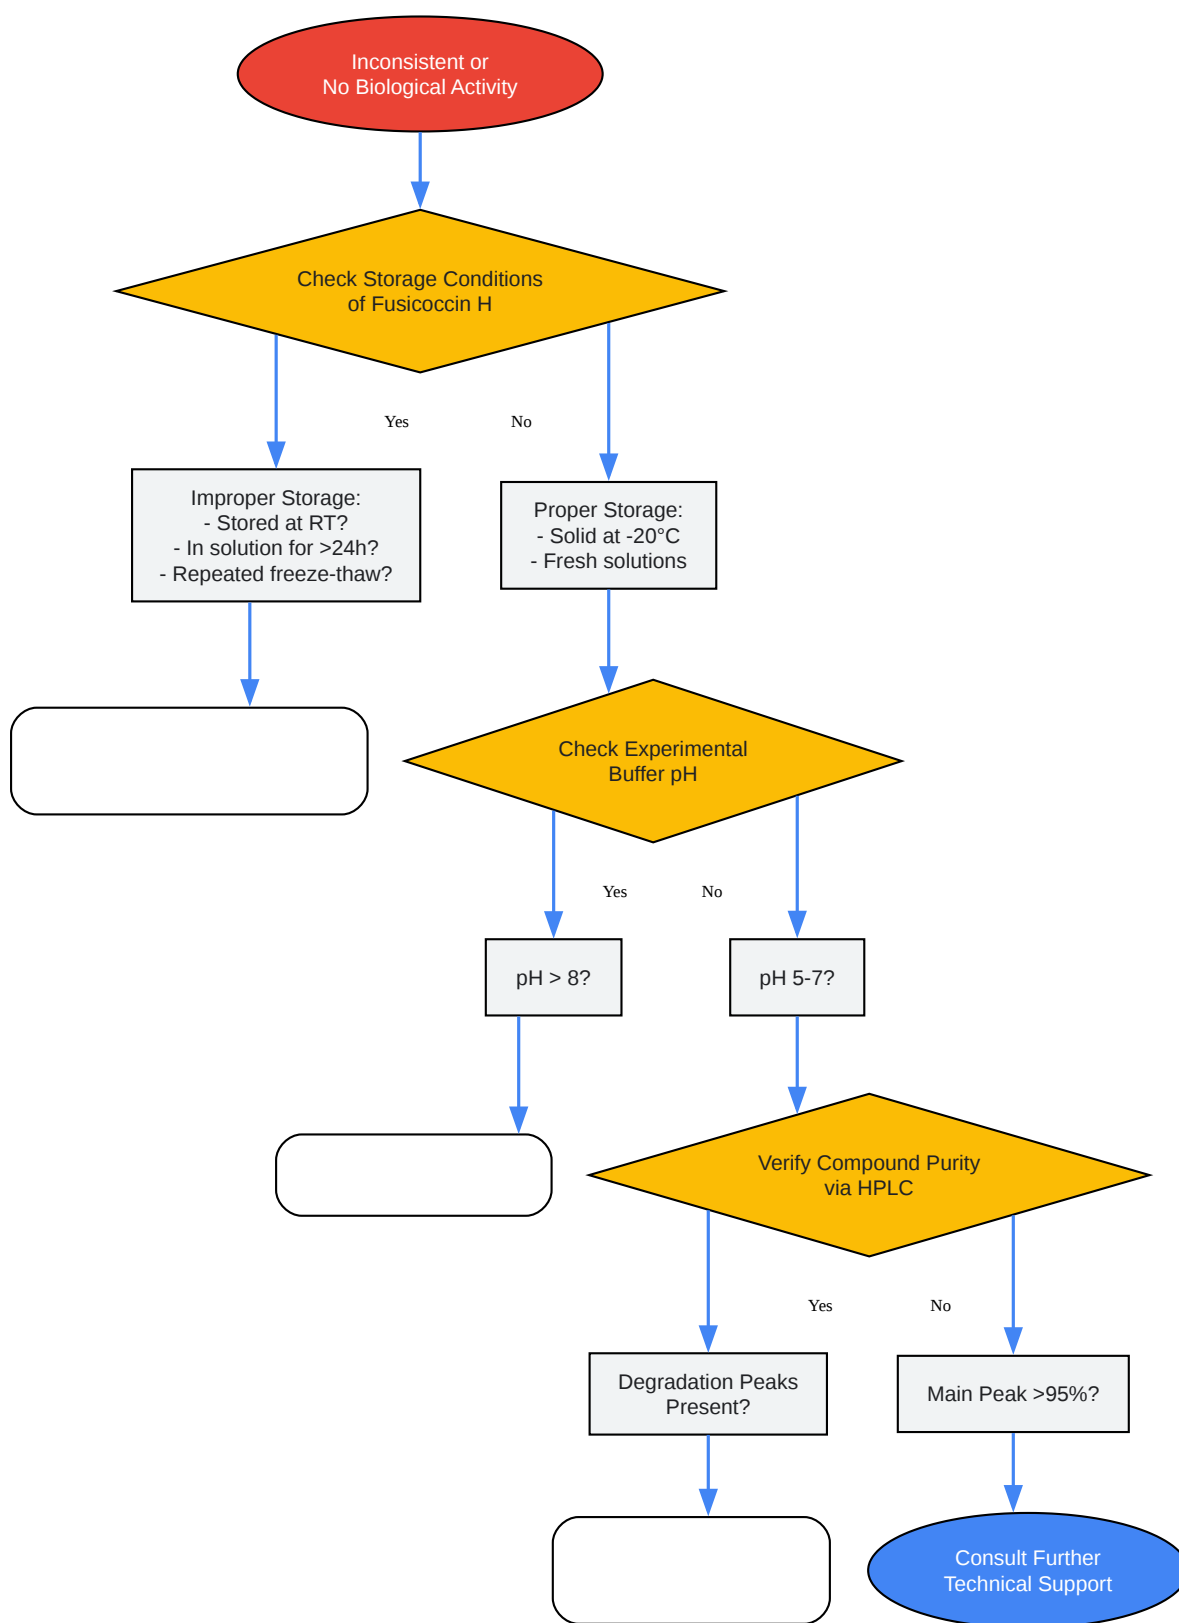 Inconsistent or
No Biological Activity
Check Storage Conditions
of Fusicoccin H
Yes
No
Improper Storage:
- Stored at RT?
- In solution for >24h?
- Repeated freeze-thaw?
Proper Storage:
- Solid at -20°C
- Fresh solutions
Check Experimental
Buffer pH
Yes
No
pH > 8?
pH 5-7?
Verify Compound Purity
via HPLC
Yes
No
Degradation Peaks
Present?
Main Peak >95%?
Consult Further
Technical Support